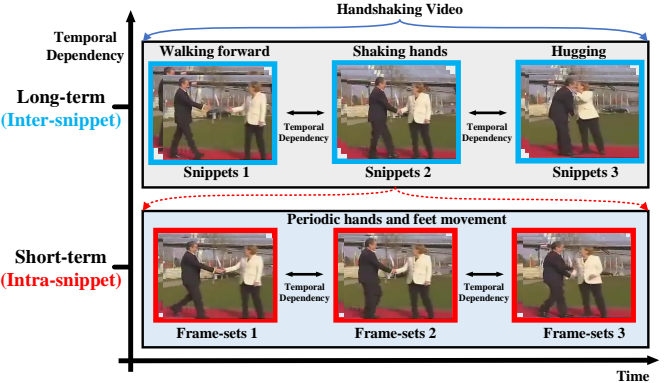 Handshaking Video
Temporal
Dependency
Walking forward
Shaking hands
Hugging
Long-term
(Inter-snippet)
Temporal
Dependency
Temporal
Dependency
Snippets 1
Snippets 2
Snippets 3
Periodic hands and feet movement
Short-term
(Intra-snippet)
Temporal
Dependency
Temporal
Dependency
Frame-sets 1
Frame-sets 2
Frame-sets 3
Time